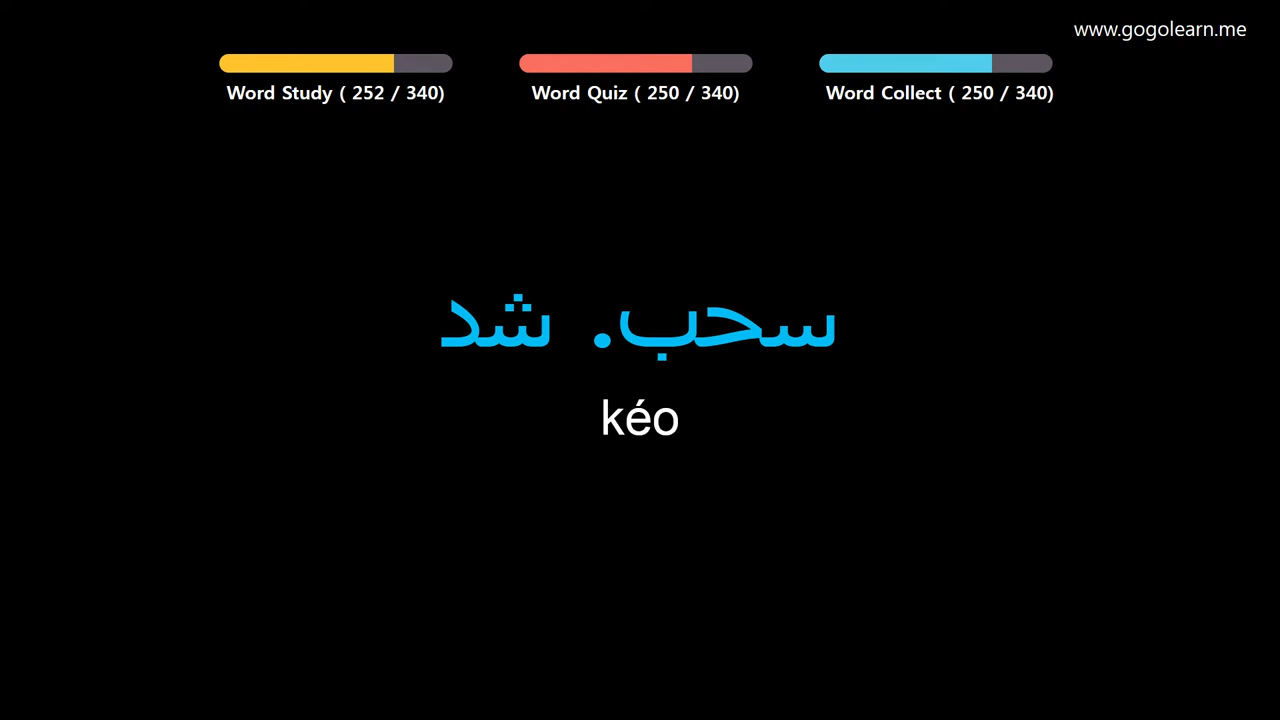 www.gogolearn.me
Word Study ( 252 / 340)
Word Quiz ( 250 / 340)
Word Collect ( 250 / 340)
سحب. شد
kéo